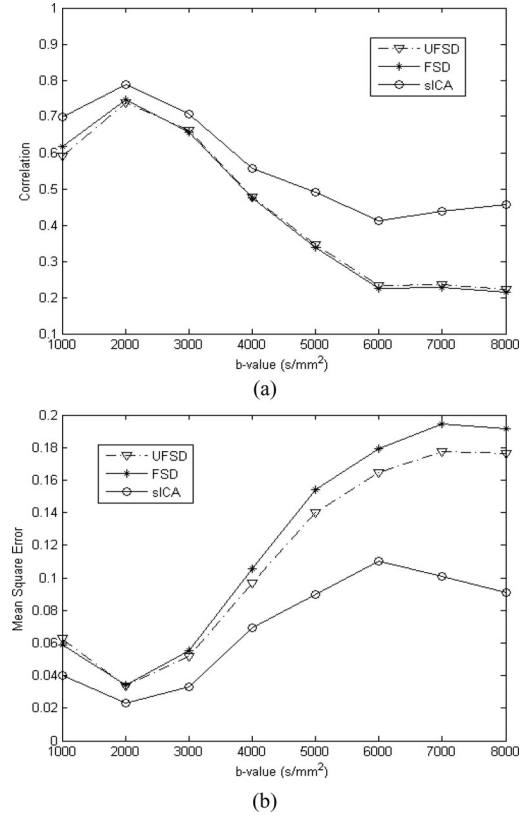 1
0.9
0.8
0.7
0.6
0.5
0.4
0.3
0.2
0.1
Correlation
UFSD
FSD
sICA
1000 2000 3000 4000 5000 6000 7000 8000
b-value (s/mm²)
(a)
0.2
0.18
0.16
0.14
0.12
0.1
0.08
0.06
0.04
0.02
0
Mean Square Error
UFSD
FSD
sICA
1000 2000 3000 4000 5000 6000 7000 8000
b-value (s/mm²)
(b)